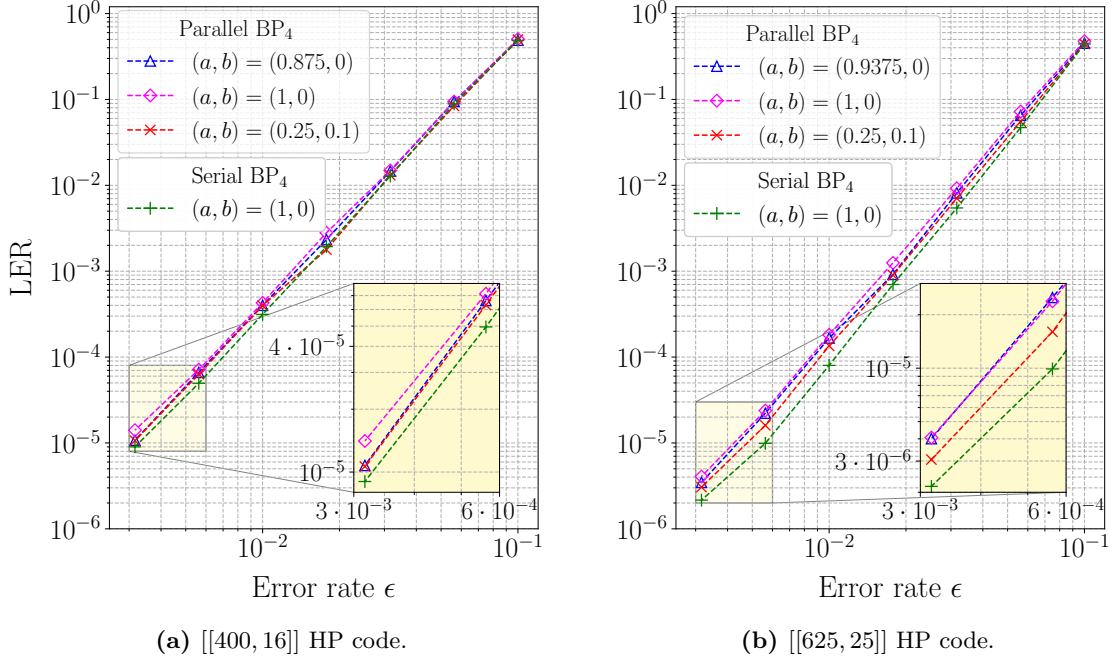 LER
10^0
10^{-1}
10^{-2}
10^{-3}
10^{-4}
10^{-5}
10^{-6}
Parallel BP_4
(a, b) = (0.875, 0)
(a, b) = (1, 0)
(a, b) = (0.25, 0.1)
Serial BP_4
(a, b) = (1, 0)
4 · 10^{-5}
10^{-5}
3 · 10^{-3}
6 · 10^{-4}
10^{-2}
10^{-1}
Error rate ϵ
(a) [[400, 16]] HP code.
10^0
10^{-1}
10^{-2}
10^{-3}
10^{-4}
10^{-5}
10^{-6}
Parallel BP_4
(a, b) = (0.9375, 0)
(a, b) = (1, 0)
(a, b) = (0.25, 0.1)
Serial BP_4
(a, b) = (1, 0)
10^{-5}
3 · 10^{-6}
3 · 10^{-3}
6 · 10^{-4}
10^{-2}
10^{-1}
Error rate ϵ
(b) [[625, 25]] HP code.